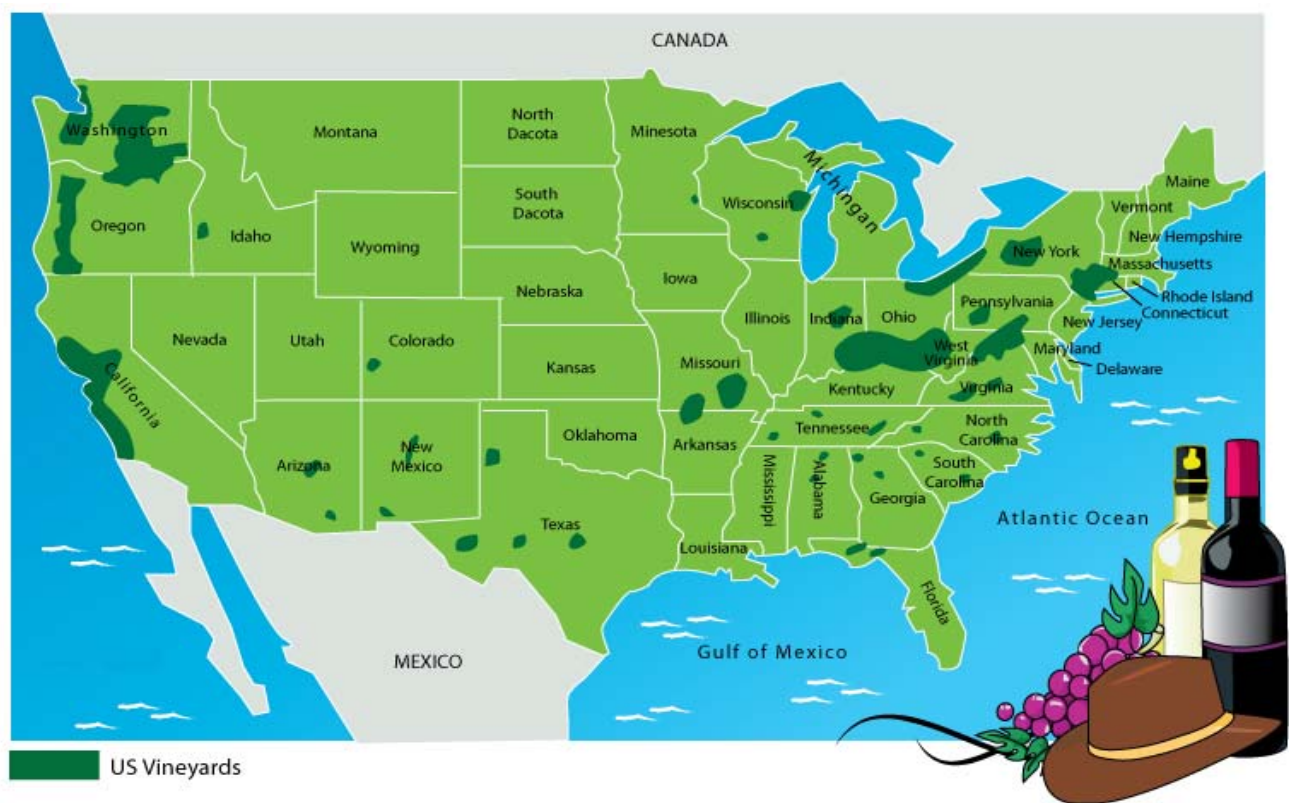 CANADA
Washington
Montana
North
Dacota
Minesota
Michingan
Maine
Oregon
Idaho
South
Dacota
Wisconsin
Vermont
Wyoming
New York
New Hempshire
Massachusetts
Iowa
Nebraska
Rhode Island
Connecticut
Pennsylvania
Nevada
Utah
Colorado
Illinois
Indiana
Ohio
New Jersey
California
Kansas
Missouri
West
Virginia
Maryland
Delaware
Kentucky
Virginia
Arizona
New
Mexico
Oklahoma
Arkansas
Tennessee
North
Carolina
South
Carolina
Mississippi
Alabama
Georgia
Texas
Louisiana
Florida
Atlantic Ocean
Gulf of Mexico
MEXICO
US Vineyards